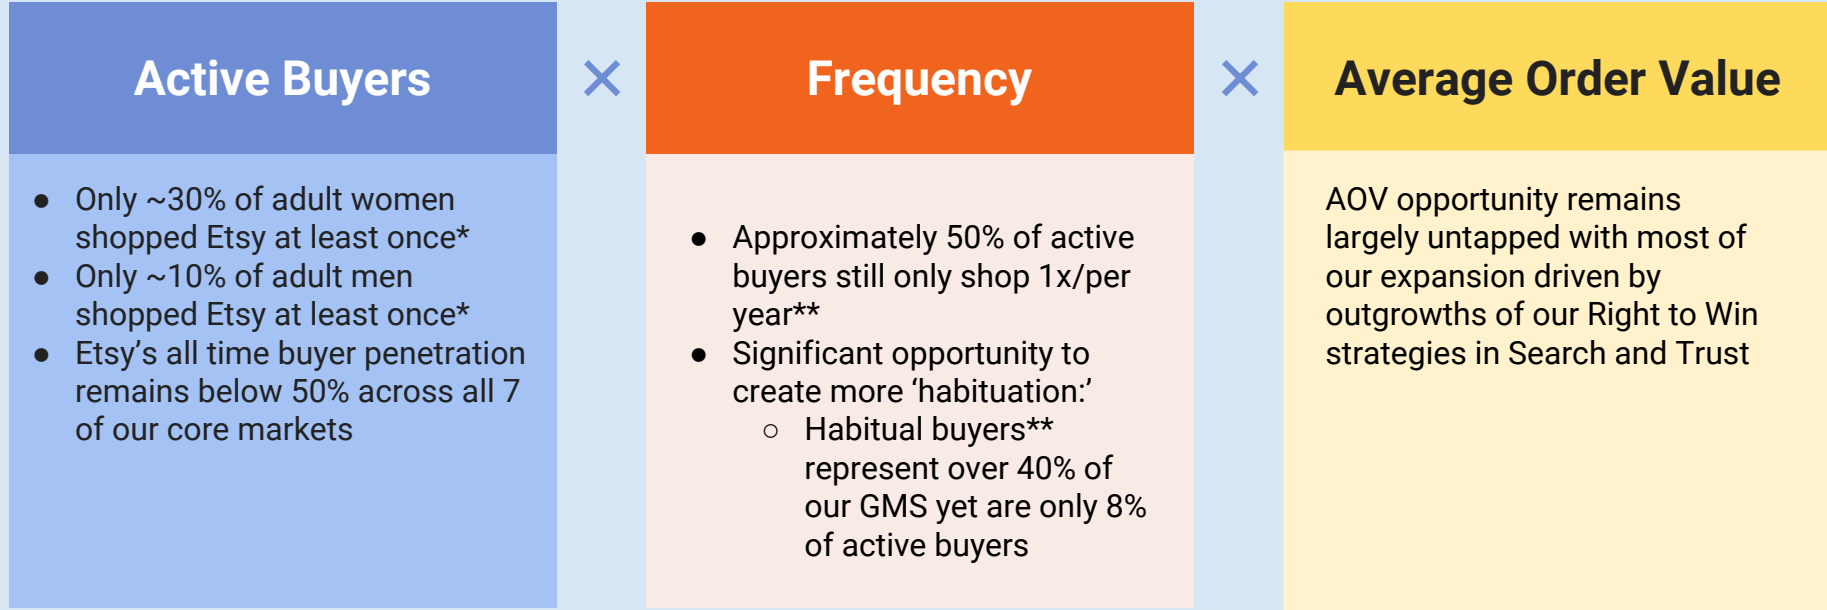 Active Buyers
×
Frequency
×
Average Order Value
● Only ~30% of adult women
shopped Etsy at least once*
● Only ~10% of adult men
shopped Etsy at least once*
● Etsy’s all time buyer penetration
remains below 50% across all 7
of our core markets
● Approximately 50% of active
buyers still only shop 1x/per
year**
● Significant opportunity to
create more ‘habituation:’
○ Habitual buyers**
represent over 40% of
our GMS yet are only 8%
of active buyers
AOV opportunity remains
largely untapped with most of
our expansion driven by
outgrowths of our Right to Win
strategies in Search and Trust